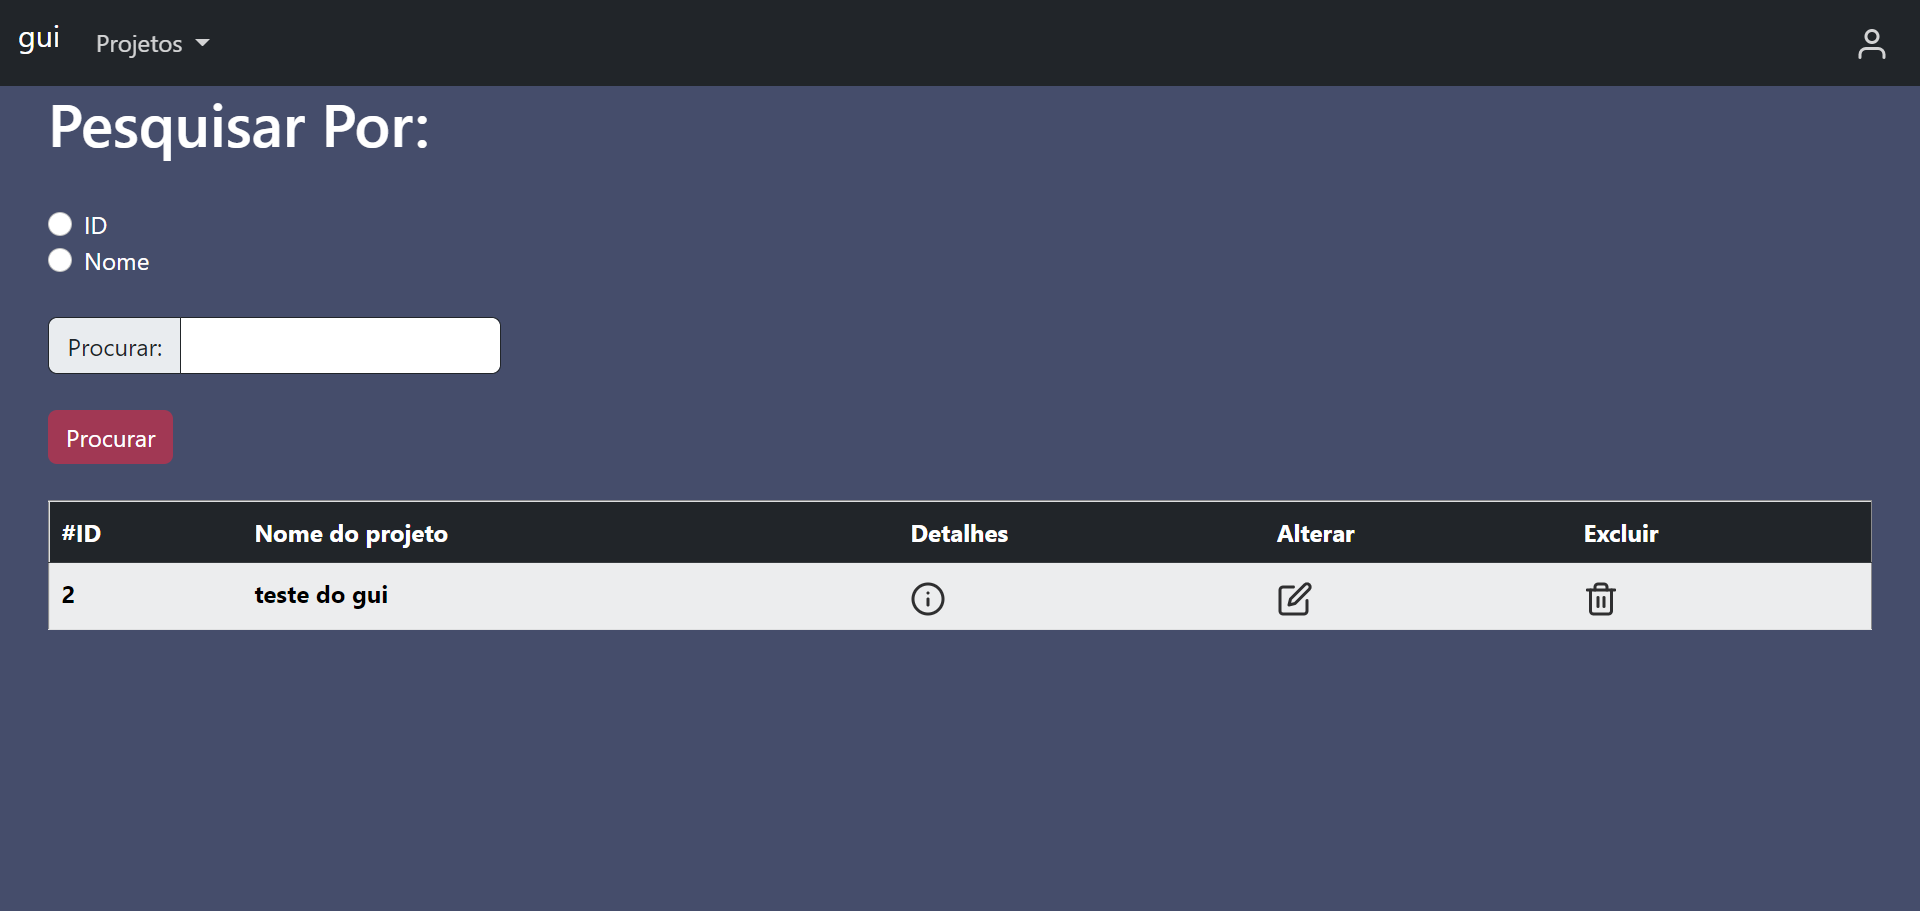 gui Projetos
Pesquisar Por:
ID
Nome
Procurar:
Procurar
#ID Nome do projeto Detalhes Alterar Excluir
2 teste do gui